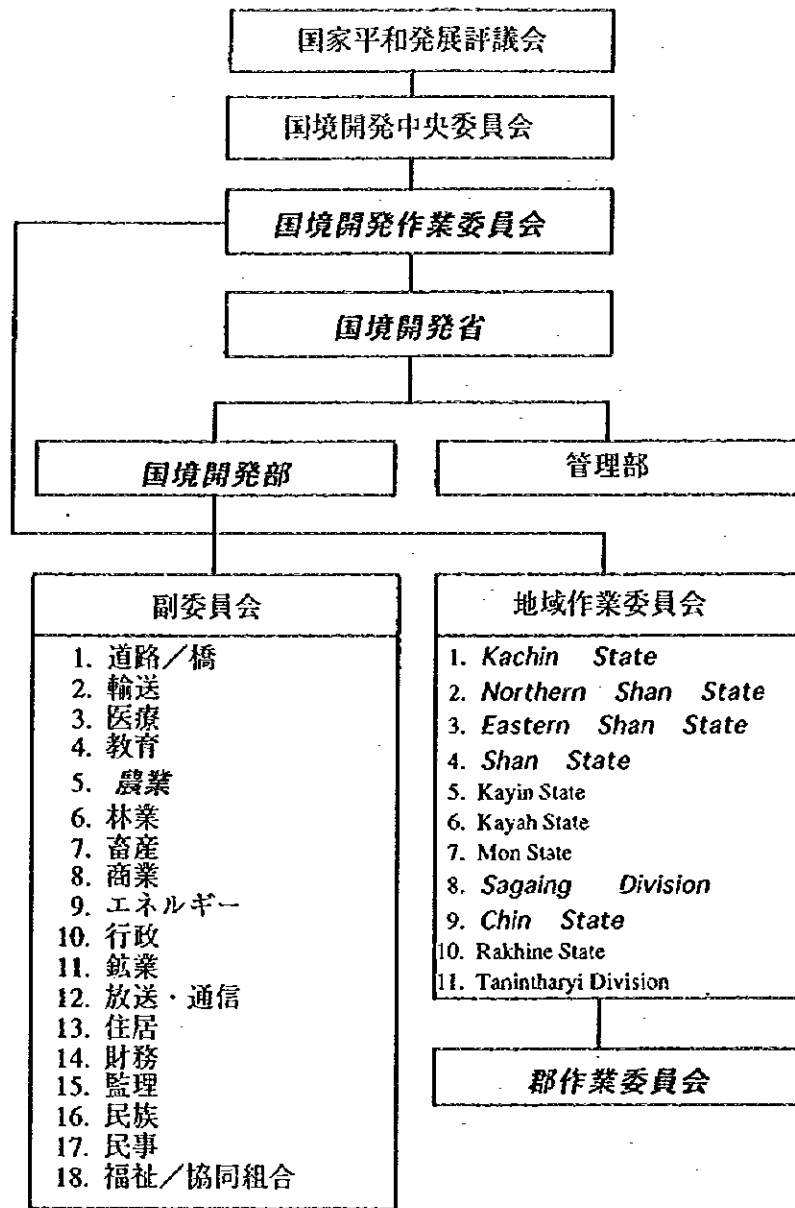 国家平和発展評議会
国境開発中央委員会
国境開発作業委員会
国境開発省
国境開発部
管理部
副委員会
1. 道路／橋
2. 輸送
3. 医療
4. 教育
5. 農業
6. 林業
7. 畜産
8. 商業
9. エネルギー
10. 行政
11. 鉱業
12. 放送・通信
13. 住居
14. 財務
15. 監理
16. 民族
17. 民事
18. 福祉／協同組合
地域作業委員会
1. Kachin State
2. Northern Shan State
3. Eastern Shan State
4. Shan State
5. Kayin State
6. Kayah State
7. Mon State
8. Sagaing Division
9. Chin State
10. Rakhine State
11. Tanintharyi Division
郡作業委員会